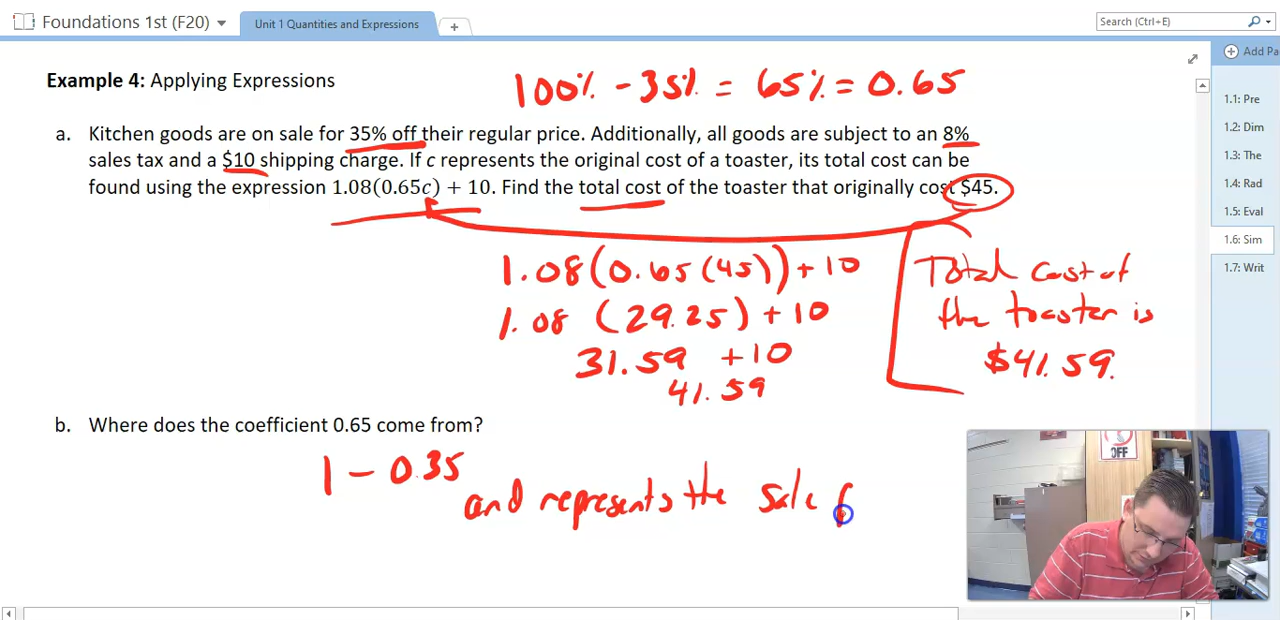 Foundations 1st (F20)
Unit 1 Quantities and Expressions
+
Search (Ctrl+E)
Add Pa
1.1: Pre
1.2: Dim
1.3: The
1.4: Rad
1.5: Eval
1.6: Sim
1.7: Writ
Example 4: Applying Expressions
100% - 35% = 65% = 0.65
a. Kitchen goods are on sale for 35% off their regular price. Additionally, all goods are subject to an 8%
sales tax and a $10 shipping charge. If c represents the original cost of a toaster, its total cost can be
found using the expression 1.08(0.65c) + 10. Find the total cost of the toaster that originally cost $45.
1.08(0.65(45))+10
1.08 (29.25)+10
31.59 +10
41.59
Total cost of
the toaster is
$41.59.
b. Where does the coefficient 0.65 come from?
1 - 0.35
and represents the sale
OFF